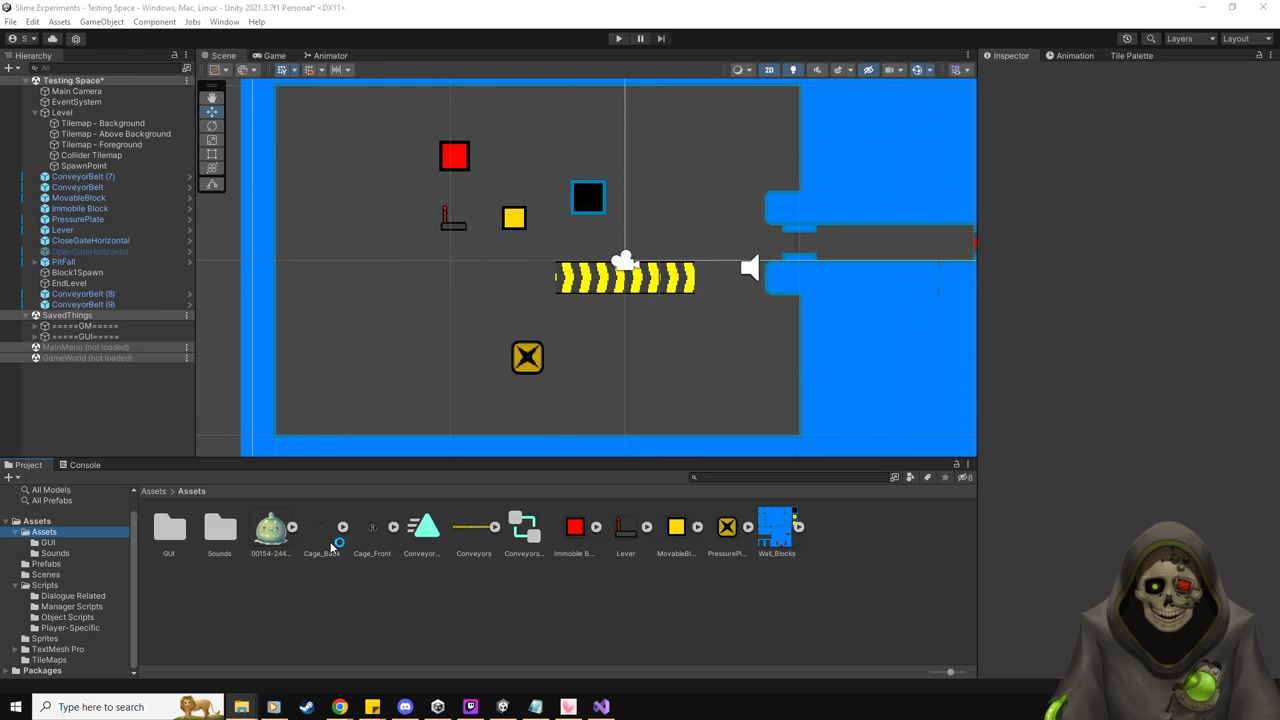 Slime Experiments - Testing Space - Windows, Mac, Linux - Unity 2021.3.7f1 Personal* <DX11>
File Edit Assets GameObject Component Jobs Window Help
S
Layers Layout
Hierarchy
Scene Game Animator
Inspector Animation Tile Palette
All
2D
Testing Space*
Main Camera
EventSystem
Level
Tilemap - Background
Tilemap - Above Background
Tilemap - Foreground
Collider Tilemap
SpawnPoint
ConveyorBelt (7)
ConveyorBelt
MovableBlock
Immobile Block
PressurePlate
Lever
CloseGateHorizontal
OpenGateHorizontal
PitFall
Block1Spawn
EndLevel
ConveyorBelt (8)
ConveyorBelt (9)
SavedThings
=====GM=====
=====GUI=====
MainMenu (not loaded)
GameWorld (not loaded)
Project Console
8
All Models
All Prefabs
Assets
Assets
GUI
Sounds
Prefabs
Scenes
Scripts
Dialogue Related
Manager Scripts
Object Scripts
Player-Specific
Sprites
TextMesh Pro
TileMaps
Packages
Assets > Assets
GUI Sounds 00154-244... Cage_Back Cage_Front Conveyor... Conveyors Conveyors... Immobile B... Lever MovableBl... PressurePl... Wall_Blocks
Type here to search